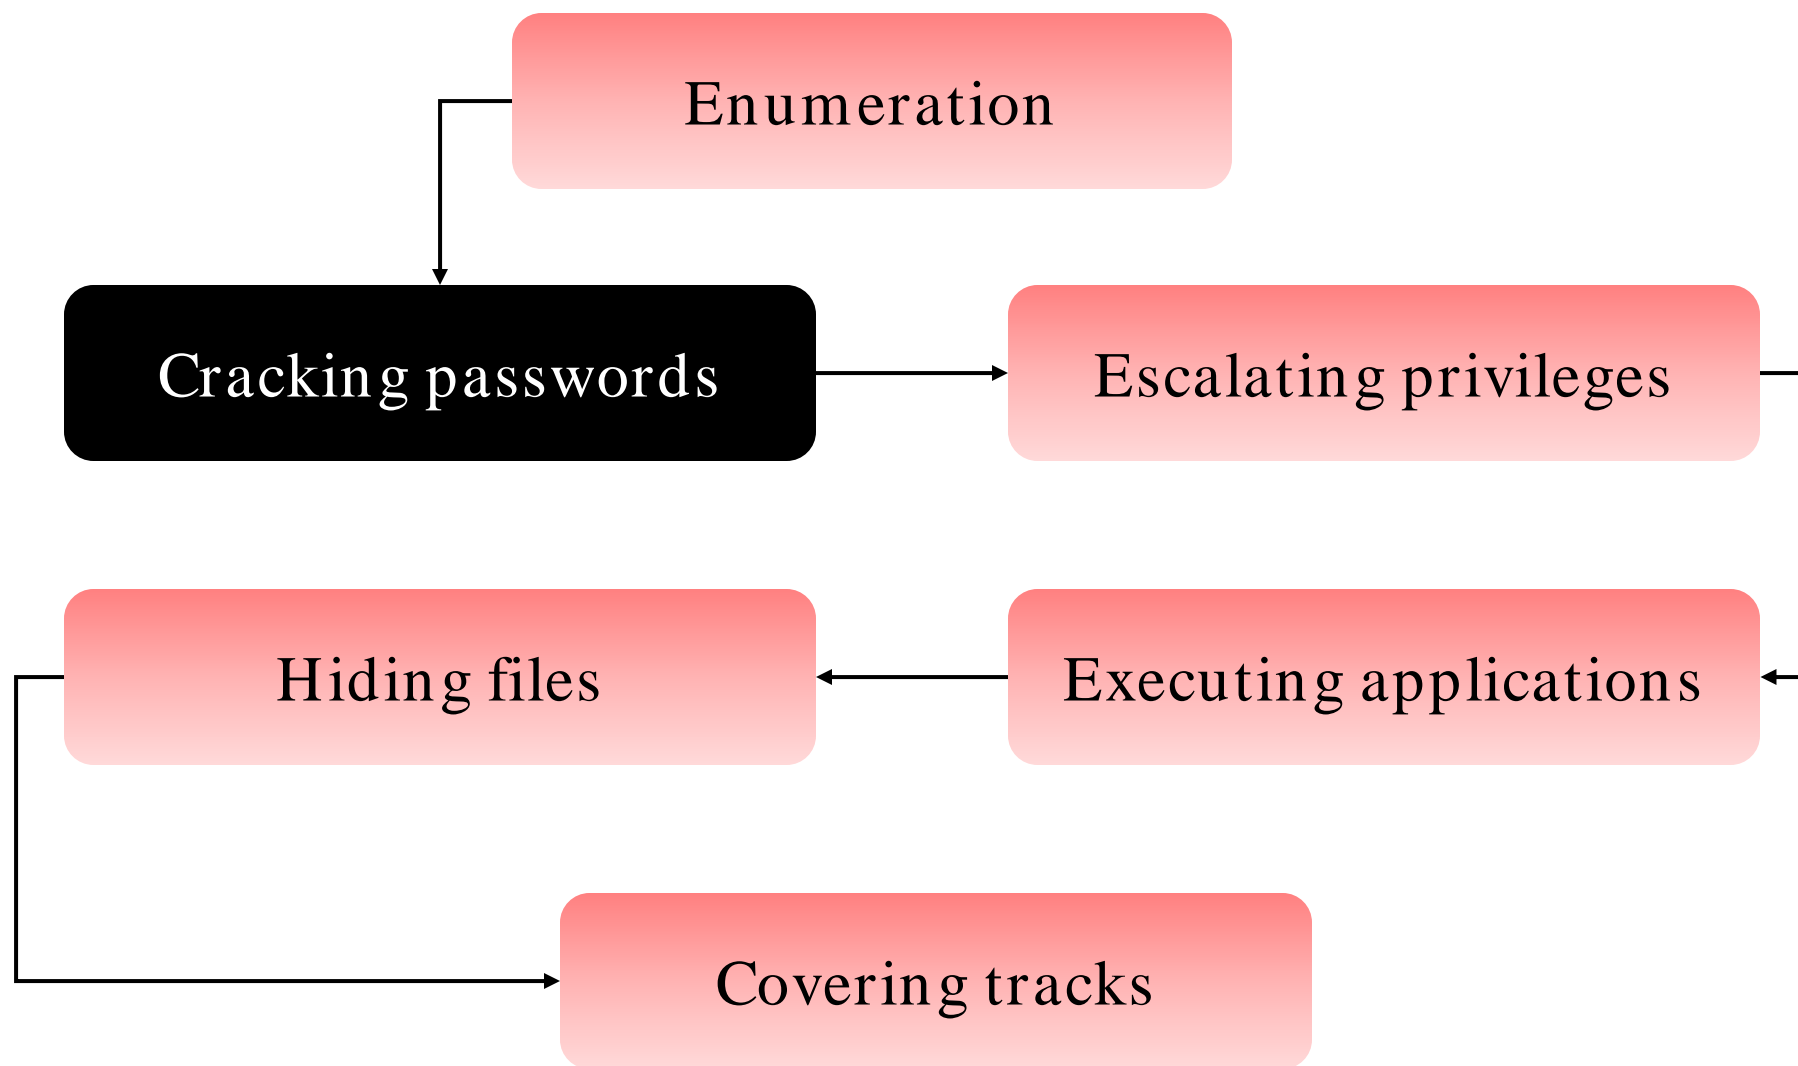 Enumeration
Cracking passwords
Escalating privileges
Hiding files
Executing applications
Covering tracks